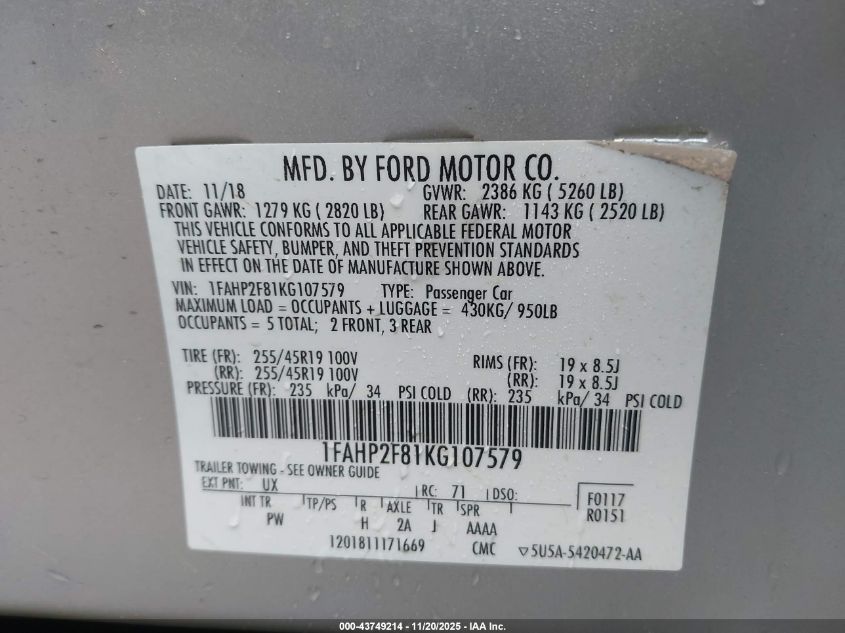 MFD. BY FORD MOTOR CO.
DATE: 11/18 GVWR: 2386 KG ( 5260 LB)
FRONT GAWR: 1279 KG ( 2820 LB) REAR GAWR: 1143 KG ( 2520 LB)
THIS VEHICLE CONFORMS TO ALL APPLICABLE FEDERAL MOTOR
VEHICLE SAFETY, BUMPER, AND THEFT PREVENTION STANDARDS
IN EFFECT ON THE DATE OF MANUFACTURE SHOWN ABOVE.
VIN: 1FAHP2F81KG107579 TYPE: Passenger Car
MAXIMUM LOAD = OCCUPANTS + LUGGAGE = 430KG/ 950LB
OCCUPANTS = 5 TOTAL; 2 FRONT, 3 REAR
TIRE (FR): 255/45R19 100V RIMS (FR): 19 x 8.5J
(RR): 255/45R19 100V (RR): 19 x 8.5J
PRESSURE (FR): 235 kPa/ 34 PSI COLD (RR): 235 kPa/ 34 PSI COLD
1FAHP2F81KG107579
TRAILER TOWING - SEE OWNER GUIDE
EXT PNT: UX RC: 71 DSO: F0117
INT TR TP/PS R AXLE TR SPR R0151
PW H 2A J AAAA
1201811171669 CMC ▽5U5A-5420472-AA
000-43749214 - 11/20/2025 - IAA Inc.